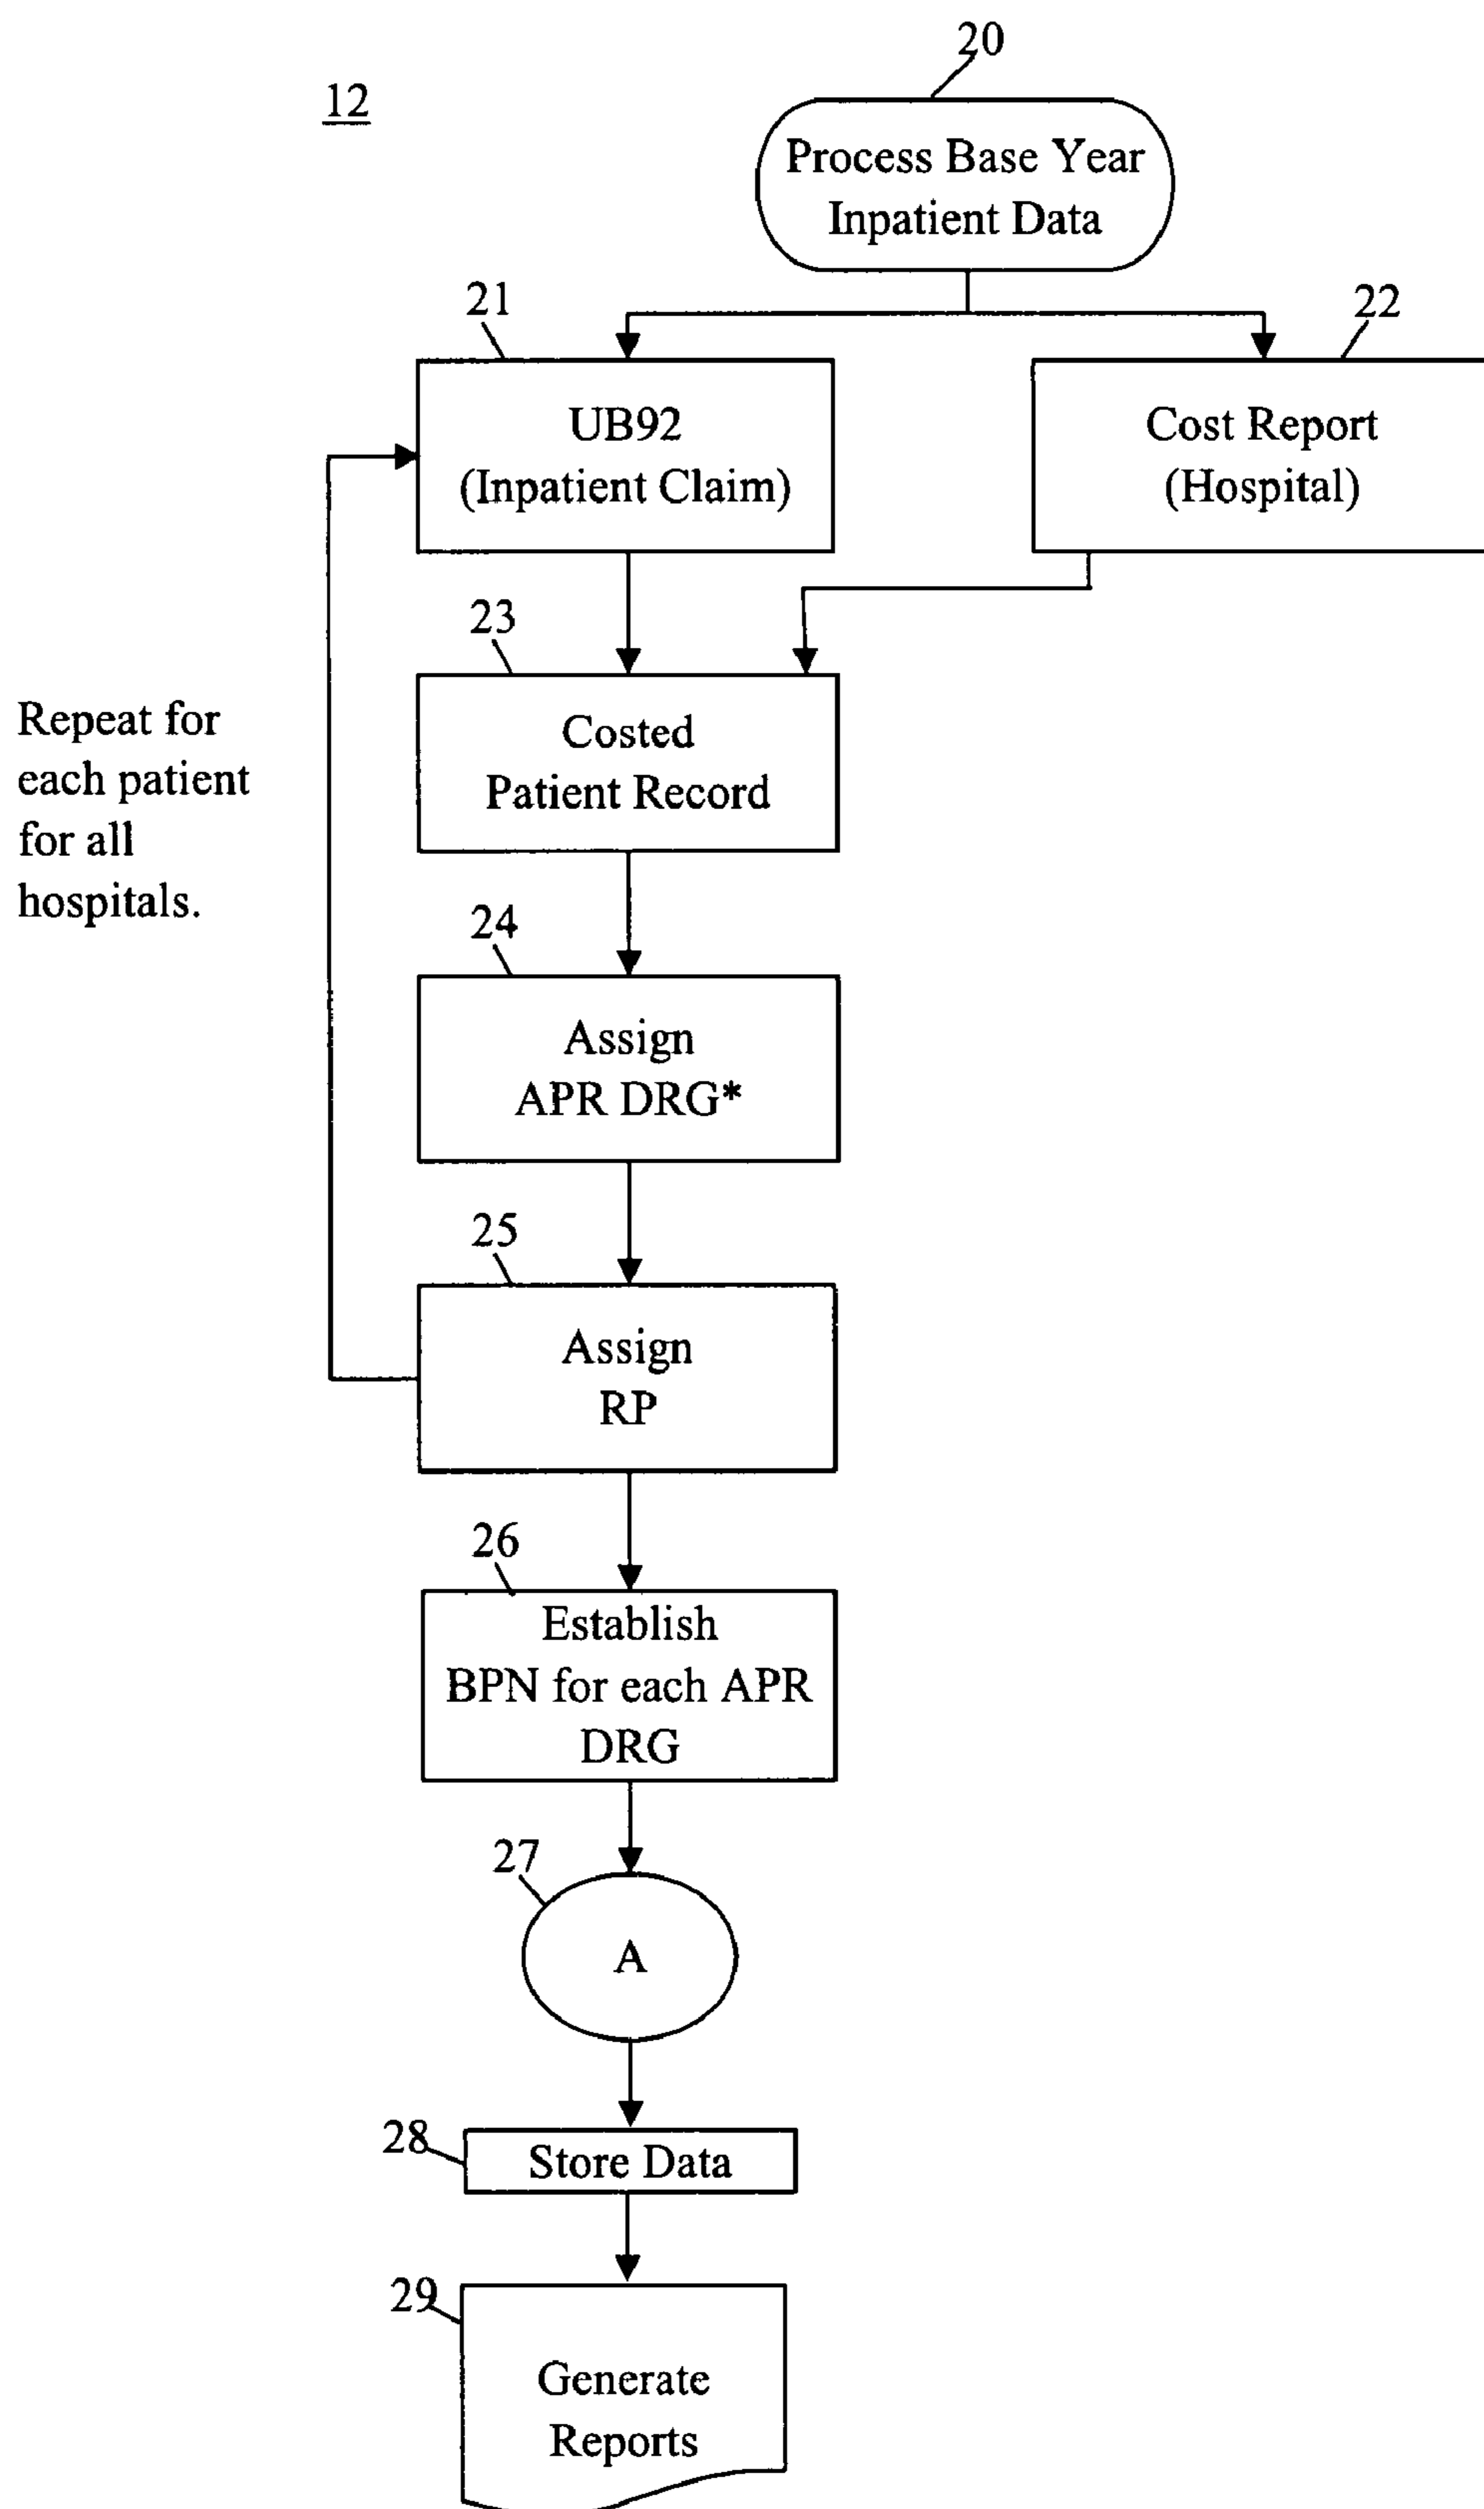 20
12
Process Base Year
Inpatient Data
21
22
UB92
(Inpatient Claim)
Cost Report
(Hospital)
23
Costed
Patient Record
Repeat for
each patient
for all
hospitals.
24
Assign
APR DRG*
25
Assign
RP
26
Establish
BPN for each APR
DRG
27
A
28
Store Data
29
Generate
Reports